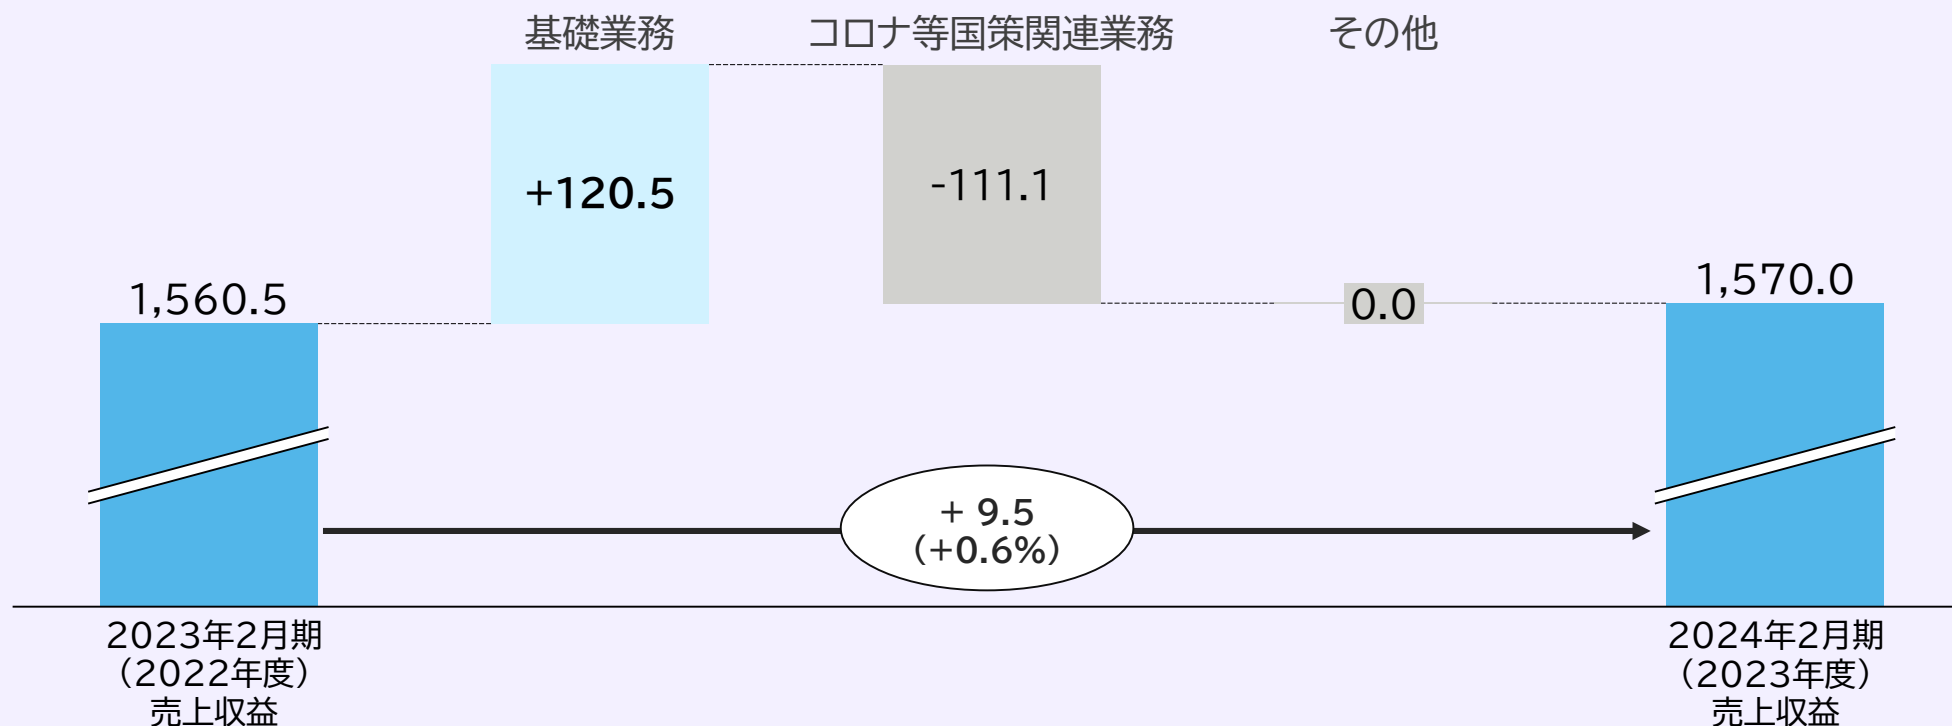 基礎業務
コロナ等国策関連業務
その他
+120.5
-111.1
0.0
1,560.5
1,570.0
+ 9.5
（+0.6%）
2023年2月期
（2022年度）
売上収益
2024年2月期
（2023年度）
売上収益